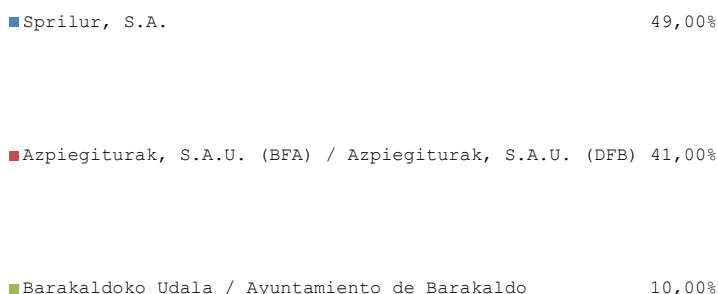 Sprilur, S.A. 49,00%
Azpiegiturak, S.A.U. (BFA) / Azpiegiturak, S.A.U. (DFB) 41,00%
Barakaldoko Udala / Ayuntamiento de Barakaldo 10,00%